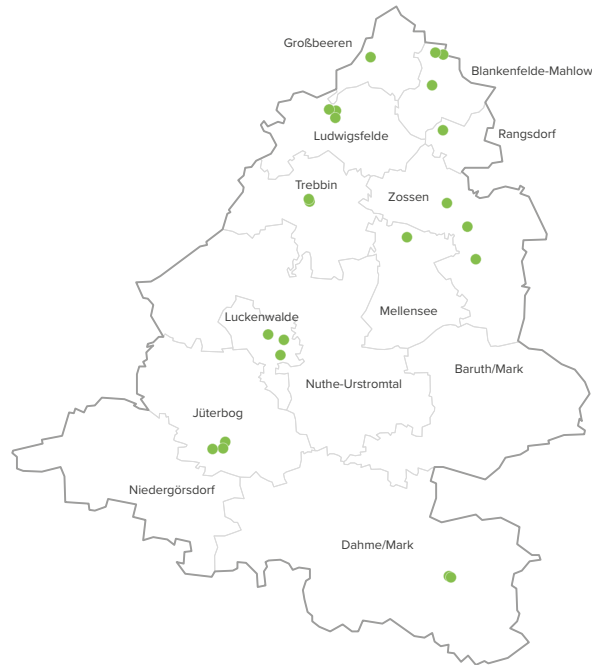 Großbeeren
Blankenfelde-Mahlow
Ludwigsfelde
Rangsdorf
Trebbin
Zossen
Mellensee
Luckenwalde
Baruth/Mark
Nuthe-Urstromtal
Jüterbog
Niedergörsdorf
Dahme/Mark